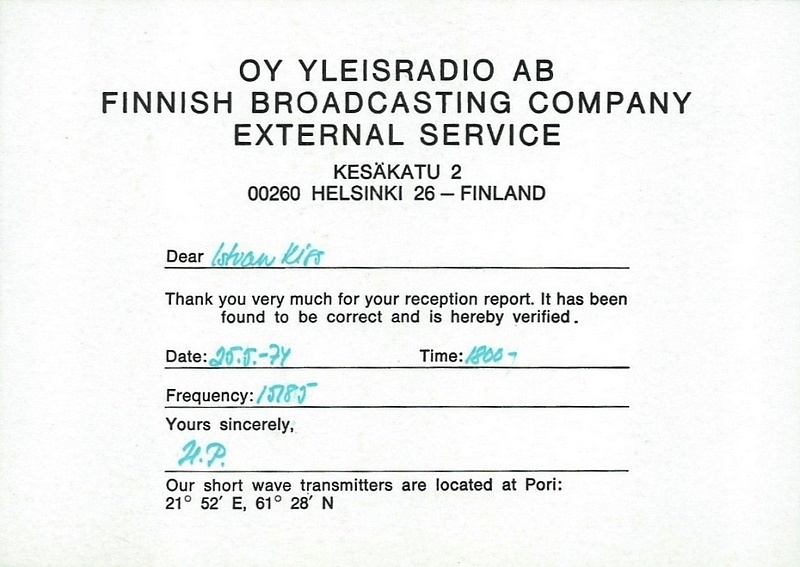 OY YLEISRADIO AB
FINNISH BROADCASTING COMPANY
EXTERNAL SERVICE
KESÄKATU 2
00260 HELSINKI 26 – FINLAND
Dear Istvan Kiss
Thank you very much for your reception report. It has been
found to be correct and is hereby verified.
Date: 25.5.-74 Time: 1800-
Frequency: 15185
Yours sincerely,
H.P.
Our short wave transmitters are located at Pori:
21° 52′ E, 61° 28′ N